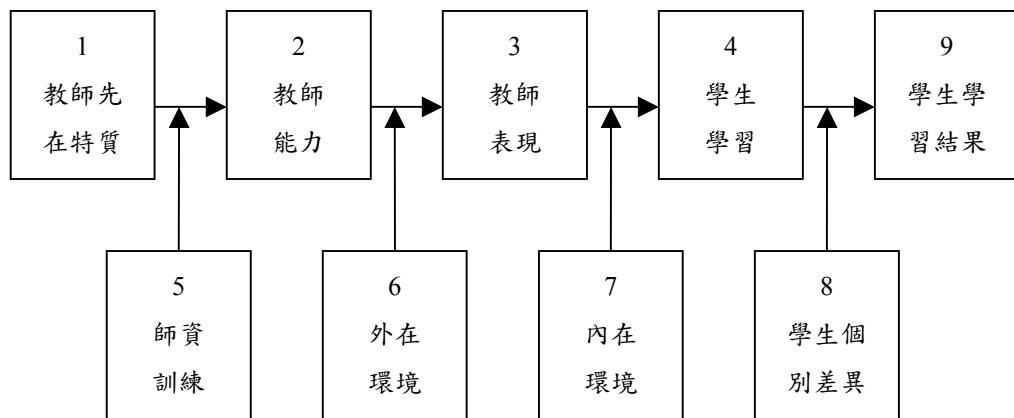 1
教師先
在特質
2
教師
能力
3
教師
表現
4
學生
學習
9
學生學
習結果
5
師資
訓練
6
外在
環境
7
內在
環境
8
學生個
別差異